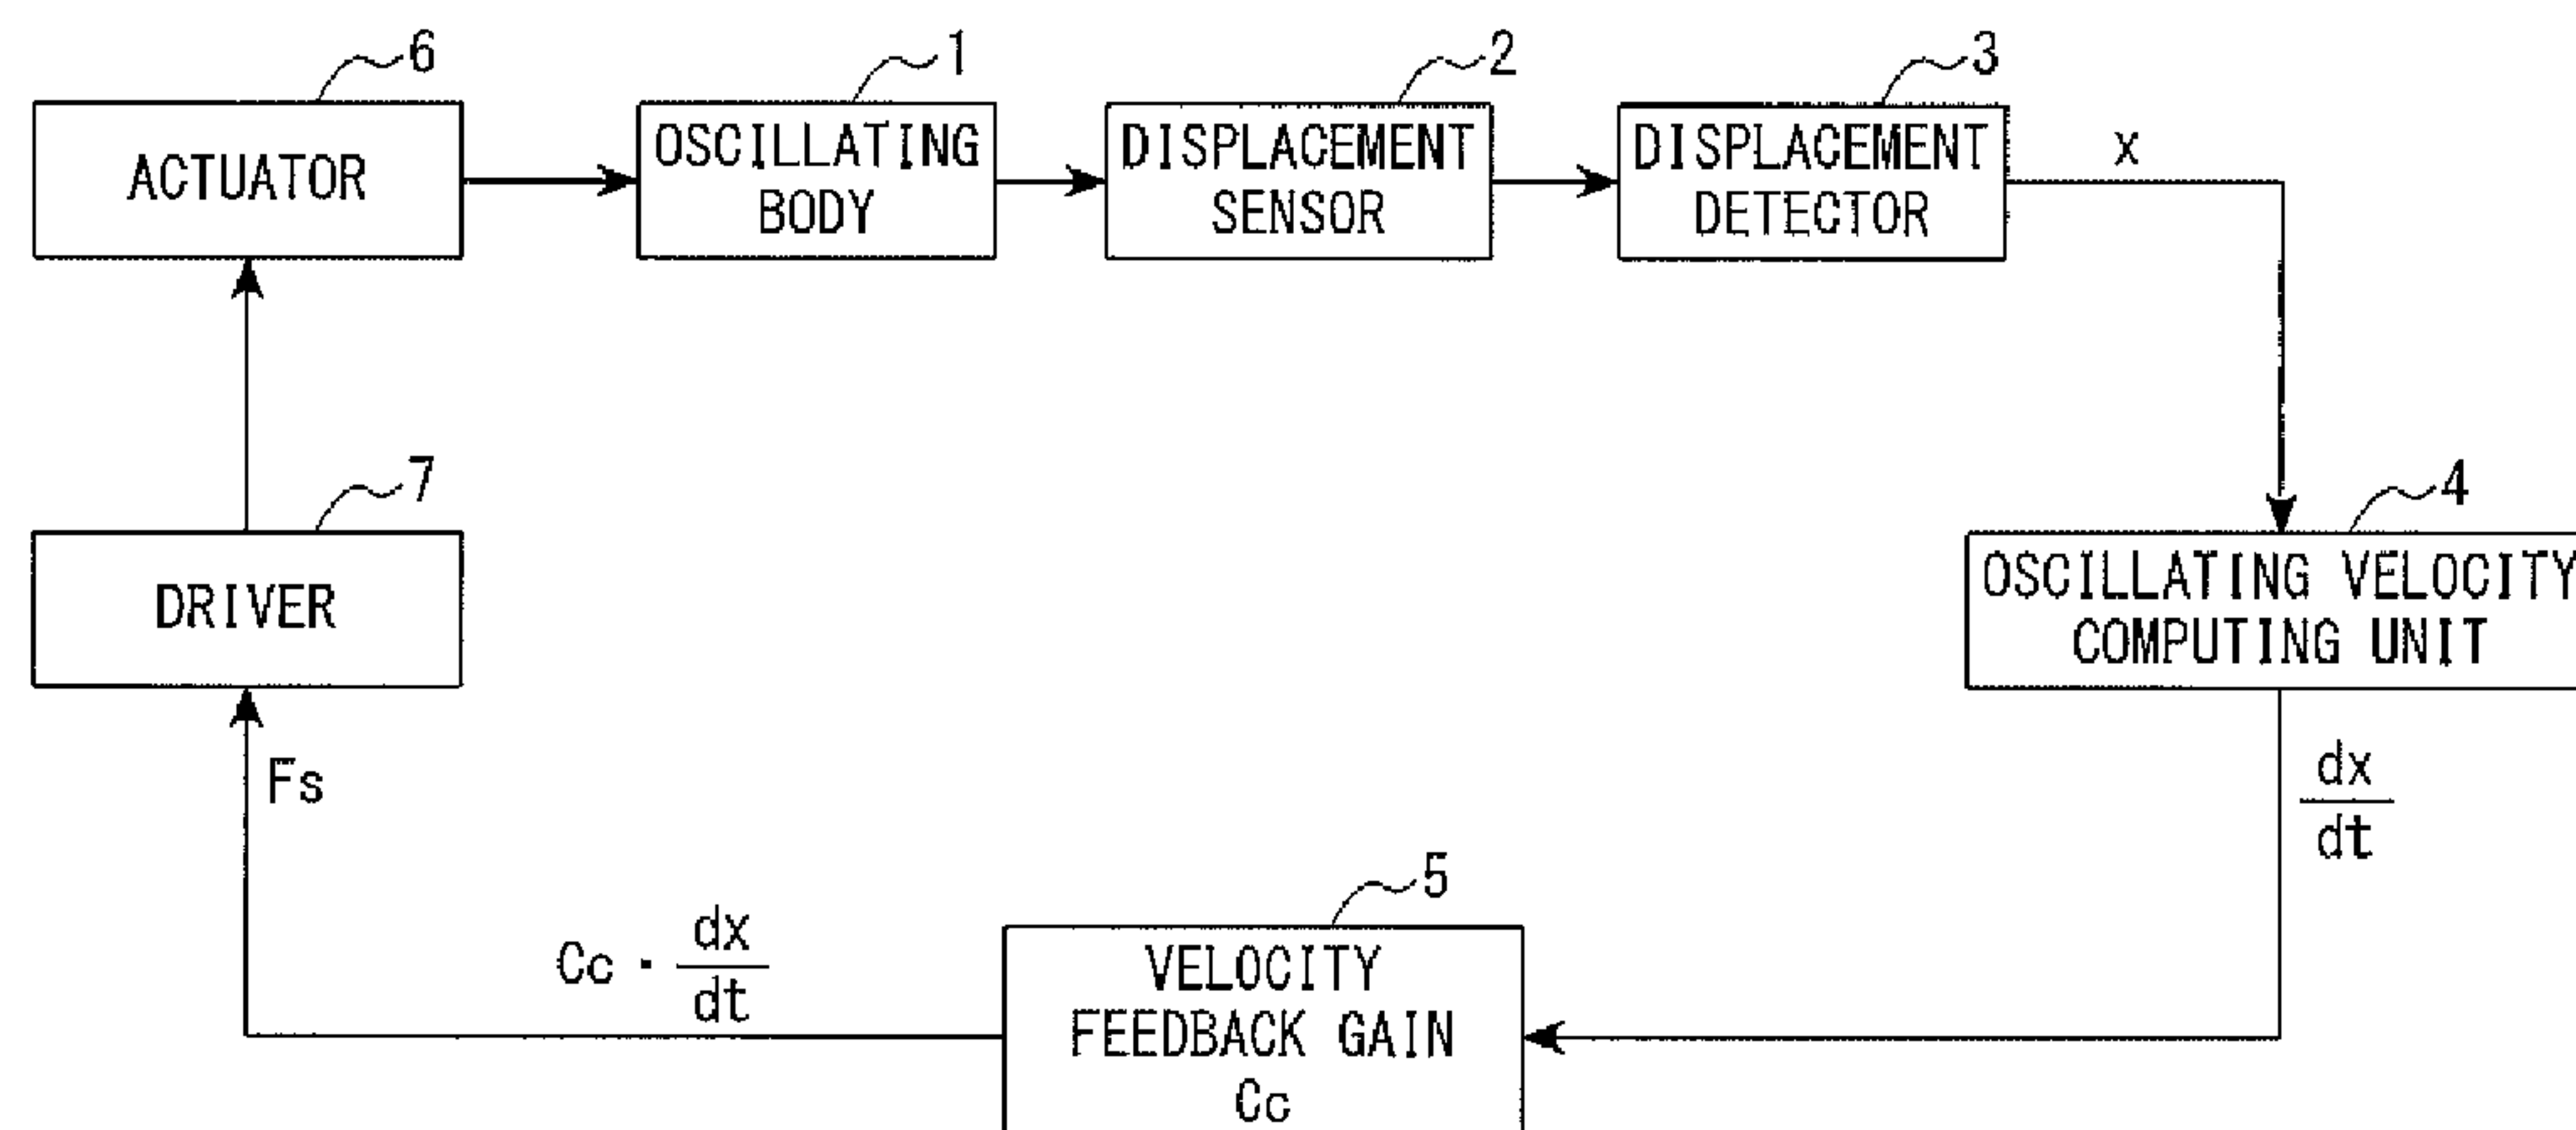 6
ACTUATOR
1
OSCILLATING
BODY
2
DISPLACEMENT
SENSOR
3
DISPLACEMENT
DETECTOR
x
7
DRIVER
4
OSCILLATING VELOCITY
COMPUTING UNIT
Fs
dx
dt
5
VELOCITY
FEEDBACK GAIN
Cc
Cc · dx
dt